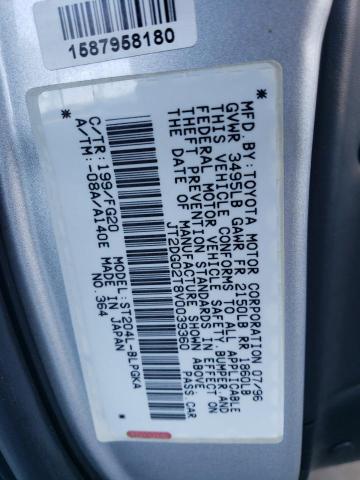 1587958180
MFD. BY: TOYOTA MOTOR CORPORATION 07/96
GVWR 3495LB GAWR FR 2150LB RR 1860LB
THIS VEHICLE CONFORMS TO ALL APPLICABLE
FEDERAL MOTOR VEHICLE SAFETY, BUMPER, AND
THEFT PREVENTION STANDARDS IN EFFECT ON
THE DATE OF MANUFACTURE SHOWN ABOVE.
JT2DG02T8V0039360 PASS. CAR
C/TR: 199/FG20 MODEL: ST204L-BLPGKA
A/TM: -08A/A140E MADE IN JAPAN
NO. 364
TOYOTA